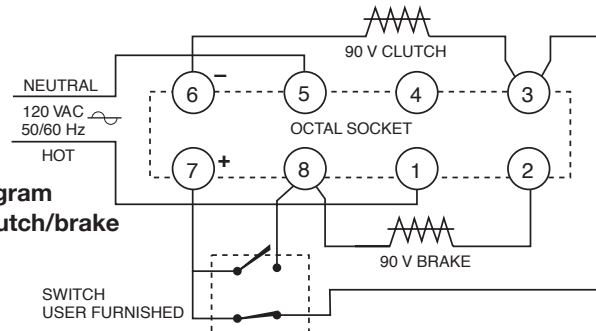 90 V CLUTCH
NEUTRAL
120 VAC
50/60 Hz
HOT
6 − 5 4 3
OCTAL SOCKET
7 + 8 1 2
gram
utch/brake
90 V BRAKE
SWITCH
USER FURNISHED